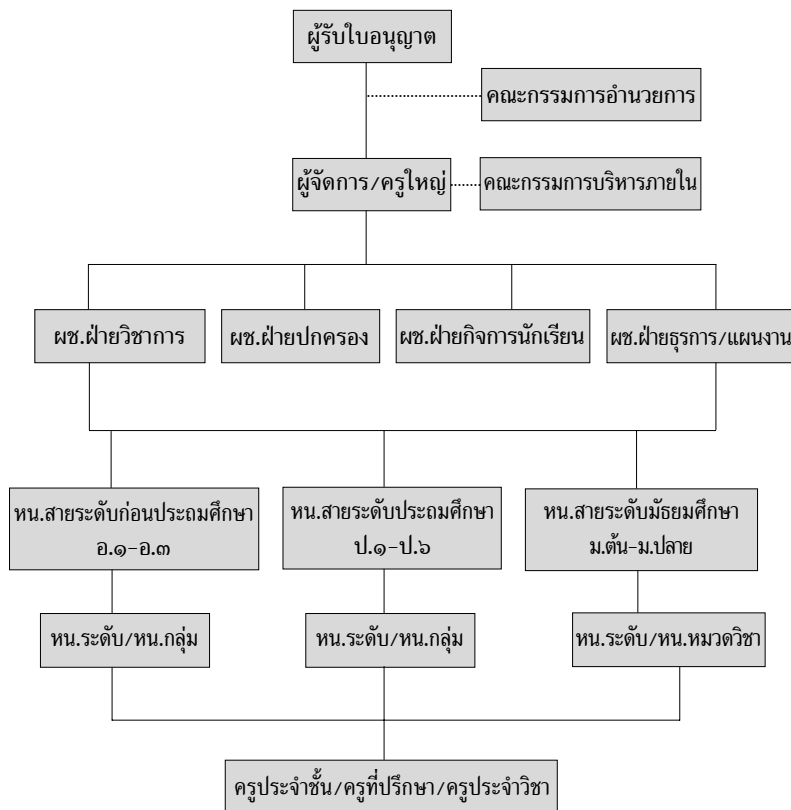 ผู้รับใบอนุญาต
คณะกรรมการอำนวยการ
ผู้จัดการ/ครูใหญ่
คณะกรรมการบริหารภายใน
ผช.ฝ่ายวิชาการ
ผช.ฝ่ายปกครอง
ผช.ฝ่ายกิจการนักเรียน
ผช.ฝ่ายธุรการ/แผนงาน
หน.สายระดับก่อนประถมศึกษา
อ.๑-อ.๓
หน.สายระดับประถมศึกษา
ป.๑-ป.๖
หน.สายระดับมัธยมศึกษา
ม.ต้น-ม.ปลาย
หน.ระดับ/หน.กลุ่ม
หน.ระดับ/หน.กลุ่ม
หน.ระดับ/หน.หมวดวิชา
ครูประจำชั้น/ครูที่ปรึกษา/ครูประจำวิชา